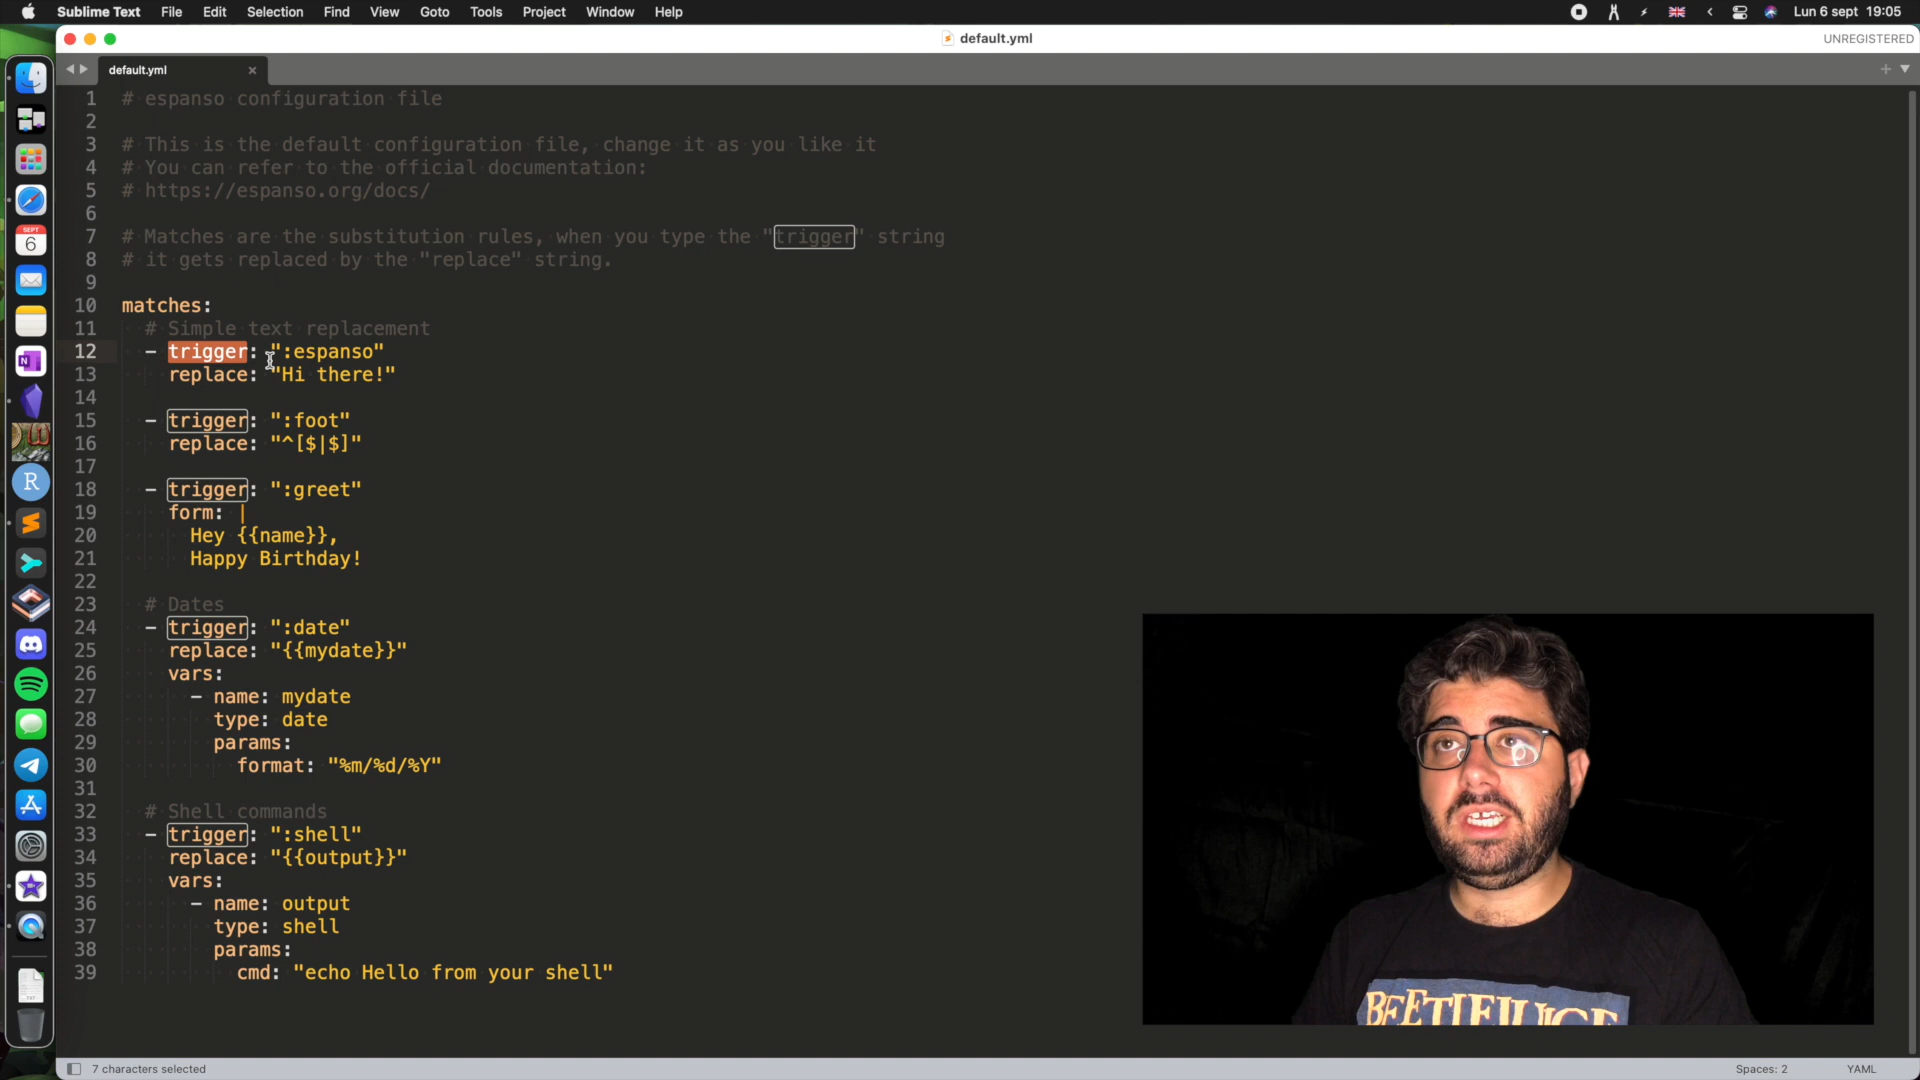 Sublime Text File Edit Selection Find View Goto Tools Project Window Help Lun 6 sept 19:05
default.yml UNREGISTERED
default.yml
1 # espanso configuration file
2
3 # This is the default configuration file, change it as you like it
4 # You can refer to the official documentation:
5 # https://espanso.org/docs/
6
7 # Matches are the substitution rules, when you type the "trigger" string
8 # it gets replaced by the "replace" string.
9
10 matches:
11 # Simple text replacement
12 - trigger: ":espanso"
13 replace: "Hi there!"
14
15 - trigger: ":foot"
16 replace: "^[$|$]"
17
18 - trigger: ":greet"
19 form: |
20 Hey {{name}},
21 Happy Birthday!
22
23 # Dates
24 - trigger: ":date"
25 replace: "{{mydate}}"
26 vars:
27 - name: mydate
28 type: date
29 params:
30 format: "%m/%d/%Y"
31
32 # Shell commands
33 - trigger: ":shell"
34 replace: "{{output}}"
35 vars:
36 - name: output
37 type: shell
38 params:
39 cmd: "echo Hello from your shell"
SEPT
6
N
R
BEETLEJUICE
7 characters selected Spaces: 2 YAML